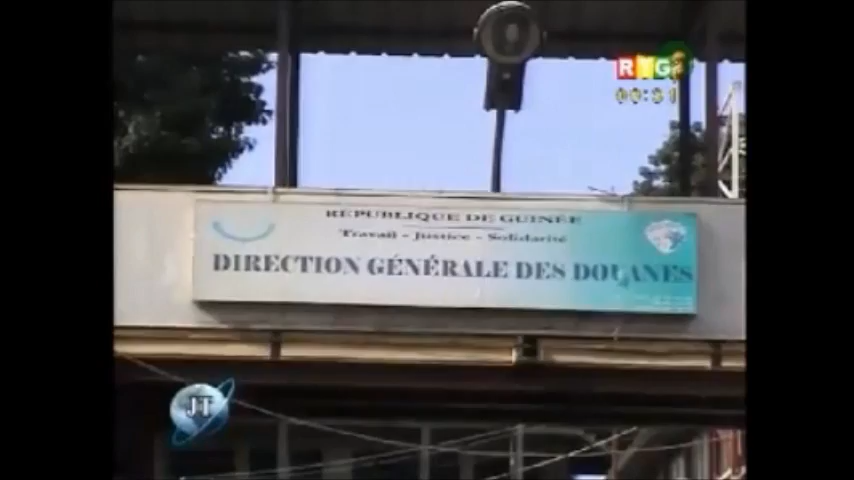 RTG
RÉPUBLIQUE DE GUINÉE
Travail - Justice - Solidarité
DIRECTION GÉNÉRALE DES DOUANES
JT